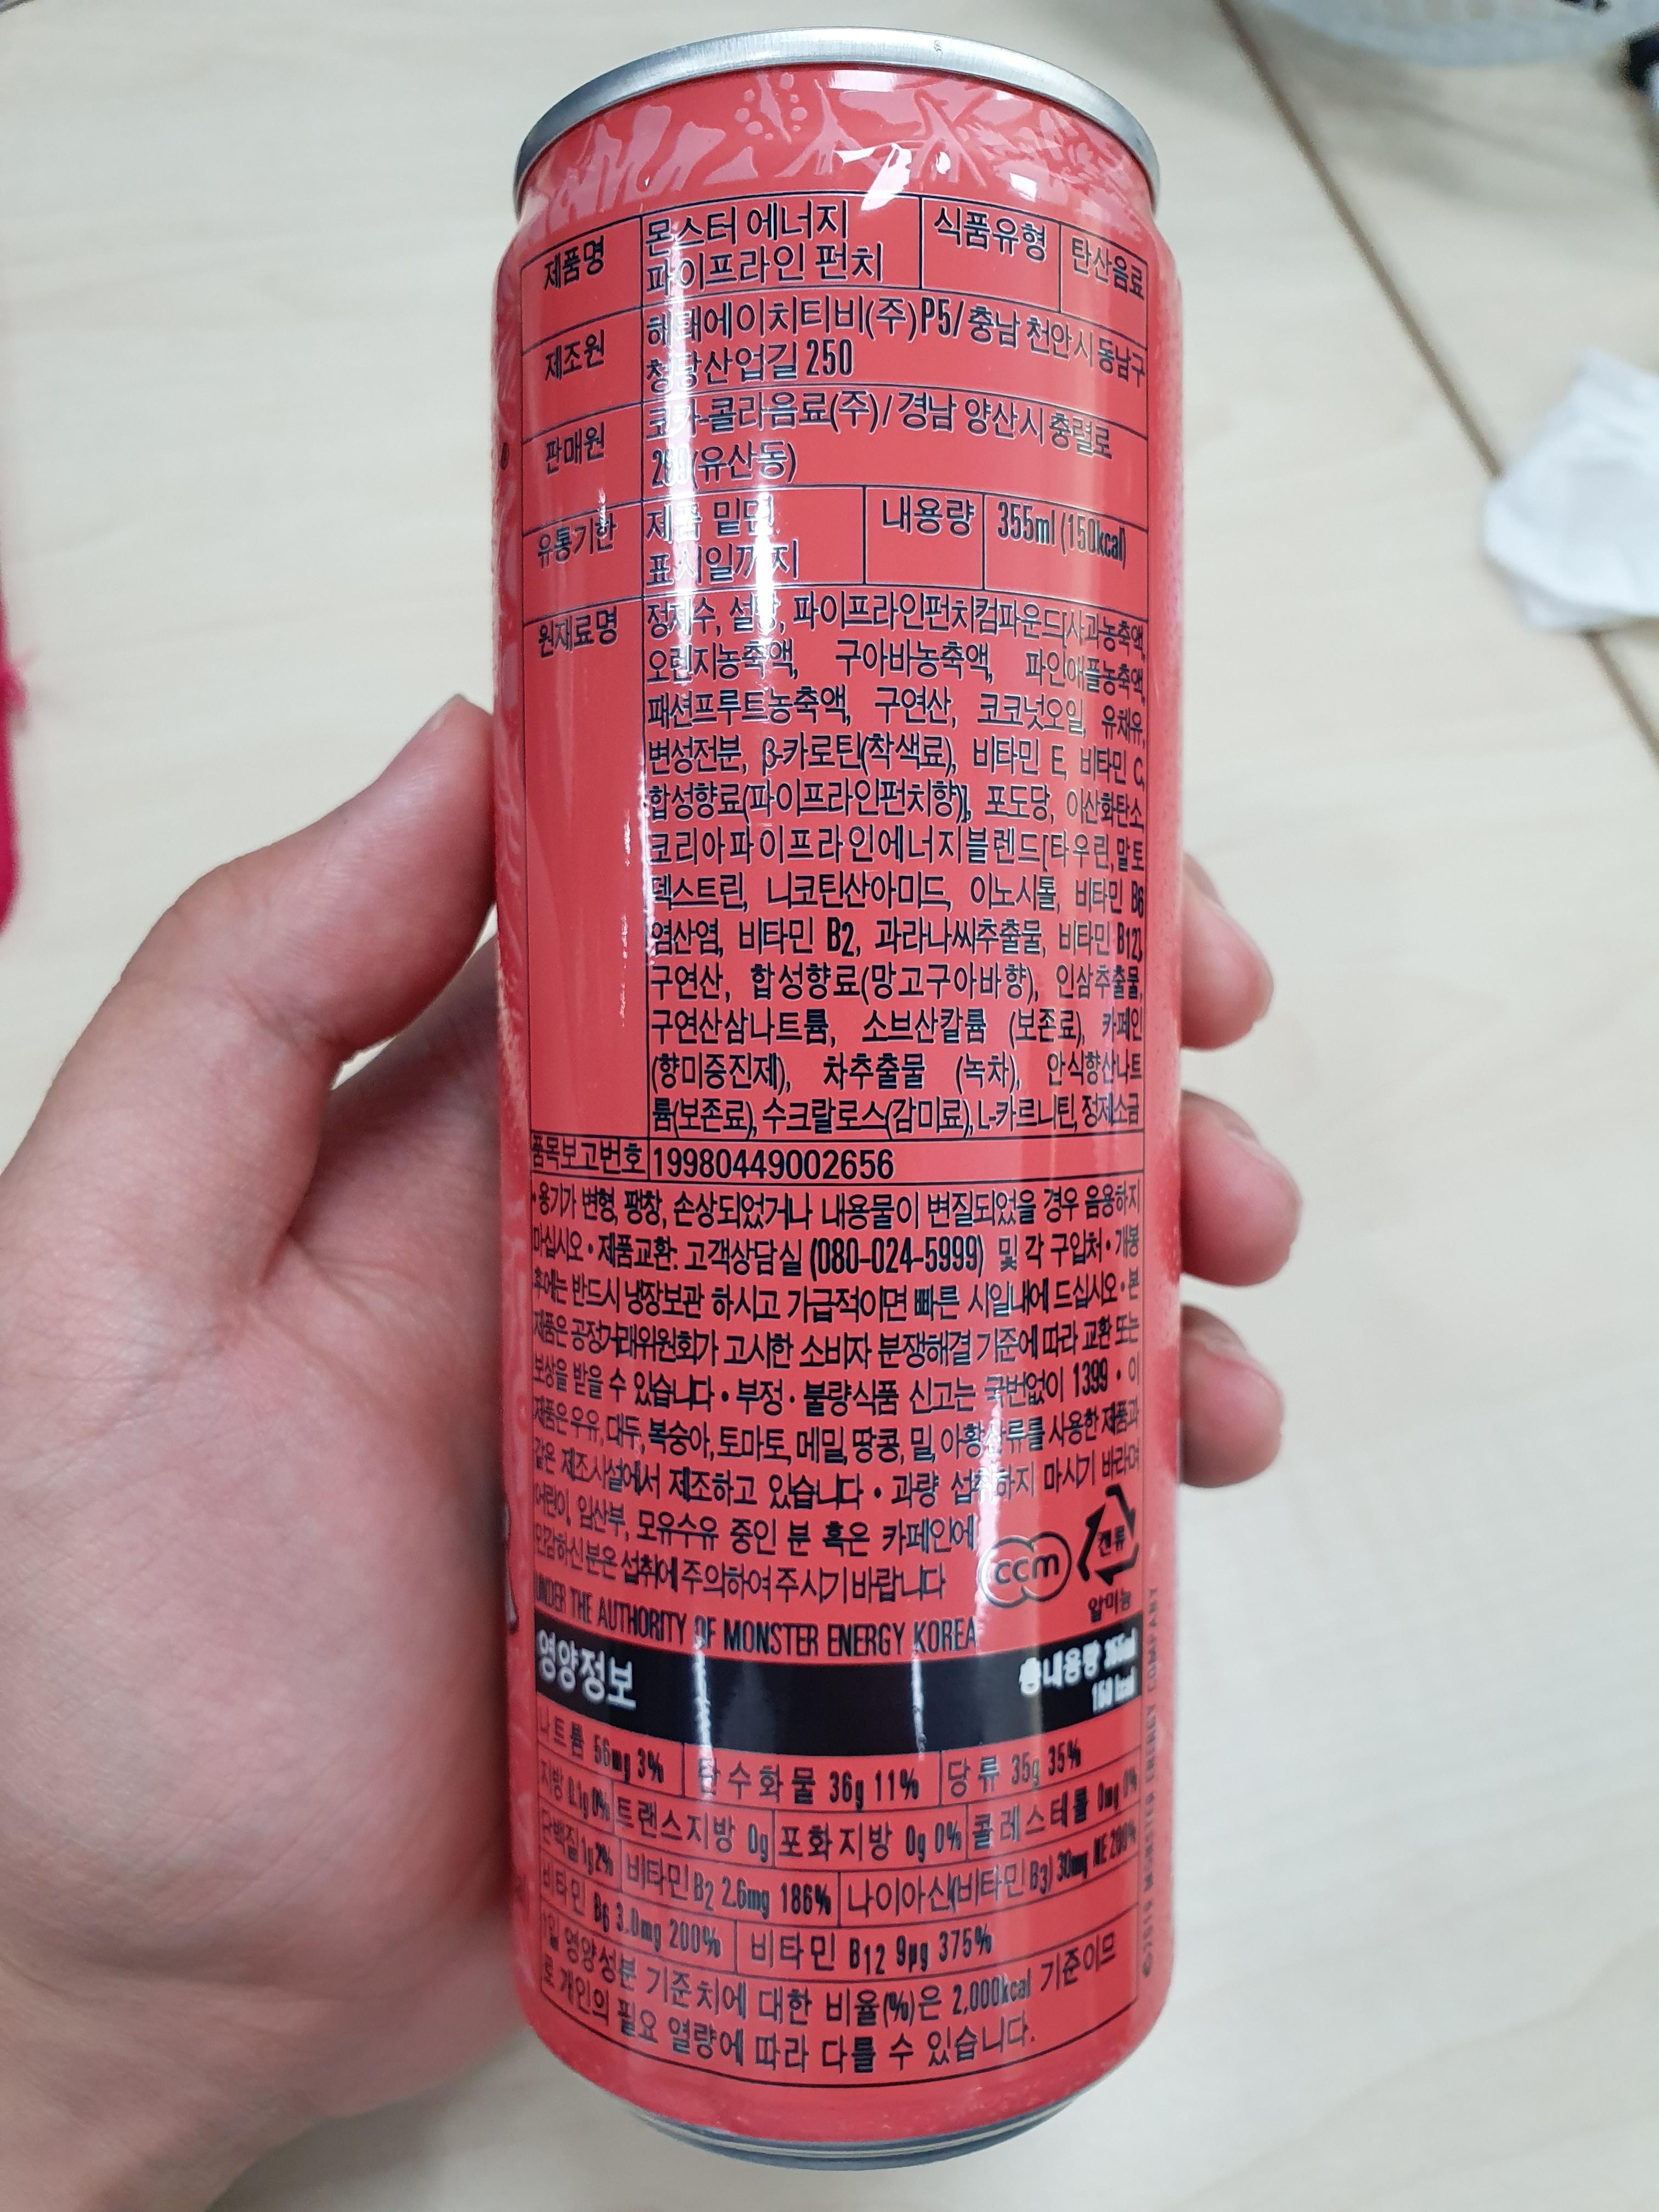 제품명
몬스터 에너지
파이프라인 펀치
식품유형
탄산음료
제조원
해태에이치티비(주)P5/충남 천안시 동남구
청당산업길 250
판매원
코카-콜라음료(주)/경남 양산시 충렬로
(유산동)
유통기한
제품 밑면
표시일까지
내용량
355ml (150kcal)
원재료명
정제수, 설탕, 파이프라인펀치컴파운드[사과농축액,
오렌지농축액, 구아바농축액, 파인애플농축액,
패션프루트농축액, 구연산, 코코넛오일, 유채유,
변성전분, β-카로틴(착색료), 비타민 E, 비타민 C,
합성향료(파이프라인펀치향)], 포도당, 이산화탄소,
코리아파이프라인에너지블렌드[타우린, 말토
덱스트린, 니코틴산아미드, 이노시톨, 비타민 B6
염산염, 비타민 B2, 과라나씨추출물, 비타민 B12],
구연산, 합성향료(망고구아바향), 인삼추출물,
구연산삼나트륨, 소브산칼륨 (보존료), 카페인
(향미증진제), 차추출물 (녹차), 안식향산나트
륨(보존료), 수크랄로스(감미료), L-카르니틴, 정제소금
품목보고번호
19980449002656
•용기가 변형, 팽창, 손상되었거나 내용물이 변질되었을 경우 음용하지
마십시오•제품교환: 고객상담실 (080-024-5999) 및 각 구입처•개봉
후에는 반드시 냉장보관 하시고 가급적이면 빠른 시일내에 드십시오•본
제품은 공정거래위원회가 고시한 소비자 분쟁해결 기준에 따라 교환 또는
보상을 받을 수 있습니다•부정·불량식품 신고는 국번없이 1399•이
제품은 우유, 대두, 복숭아, 토마토, 메밀, 땅콩, 밀, 아황산류를 사용한 제품과
같은 제조시설에서 제조하고 있습니다•과량 섭취하지 마시기 바라며
어린이, 임산부, 모유수유 중인 분 혹은 카페인에
민감하신분은 섭취에 주의하여 주시기 바랍니다
ccm
캔류
알미늄
UNDER THE AUTHORITY OF MONSTER ENERGY KOREA
영양정보
총내용량 355ml
150 kcal
나트륨 56mg 3%
탄수화물 36g 11%
당류 35g 35%
지방 0.1g 0%
트랜스지방 0g
포화지방 0g 0%
콜레스테롤 0mg 0%
단백질 1g 2%
비타민 B2 2.6mg 186%
나이아신(비타민 B3) 30mg NE 200%
비타민 B6 3.0mg 200%
비타민 B12 9μg 375%
1일 영양성분 기준치에 대한 비율(%)은 2,000kcal 기준이므
로 개인의 필요 열량에 따라 다를 수 있습니다.
MONSTER ENERGY COMPANY